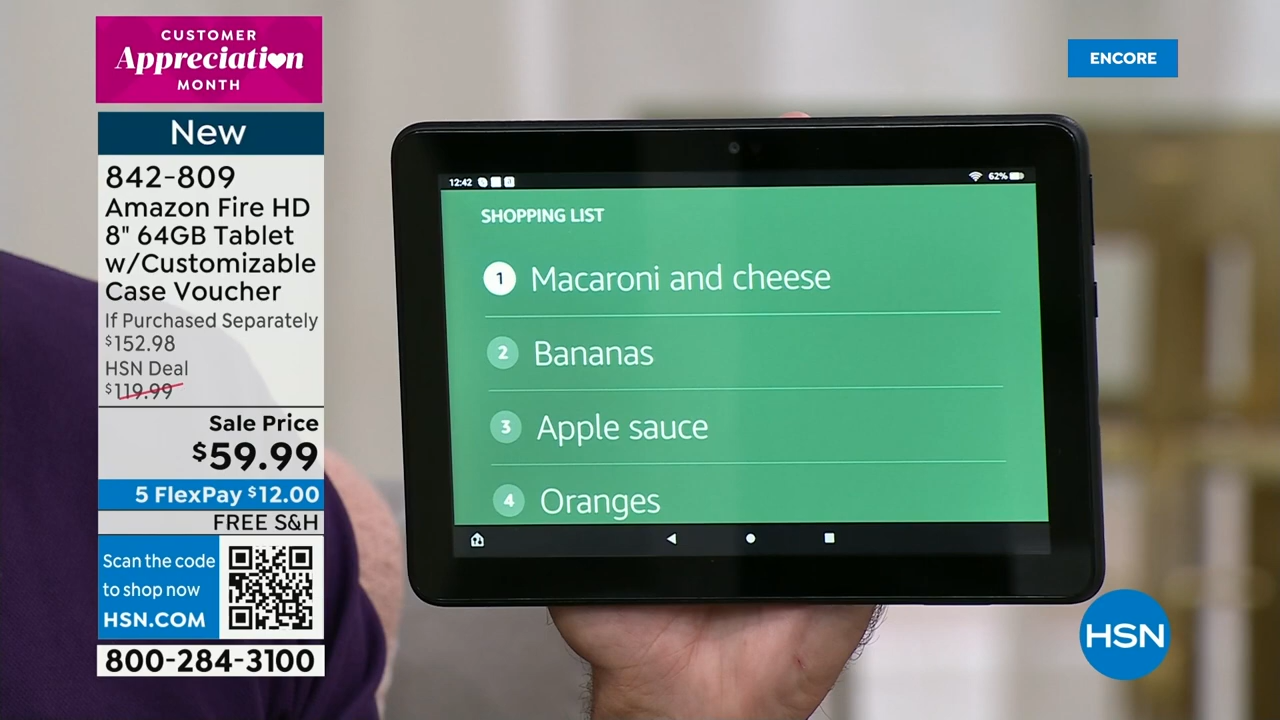 CUSTOMER
Appreciation
MONTH
ENCORE
New
842-809
Amazon Fire HD
8" 64GB Tablet
w/Customizable
Case Voucher
If Purchased Separately
$152.98
HSN Deal
$119.99
Sale Price
$59.99
5 FlexPay $12.00
FREE S&H
Scan the code
to shop now
HSN.COM
800-284-3100
12:42
62%
SHOPPING LIST
1 Macaroni and cheese
2 Bananas
3 Apple sauce
4 Oranges
HSN